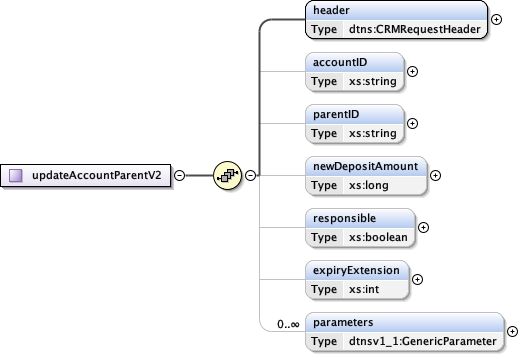 header
Type dtns:CRMRequestHeader
accountID
Type xs:string
parentID
Type xs:string
updateAccountParentV2
newDepositAmount
Type xs:long
responsible
Type xs:boolean
expiryExtension
Type xs:int
0..∞
parameters
Type dtnsv1_1:GenericParameter